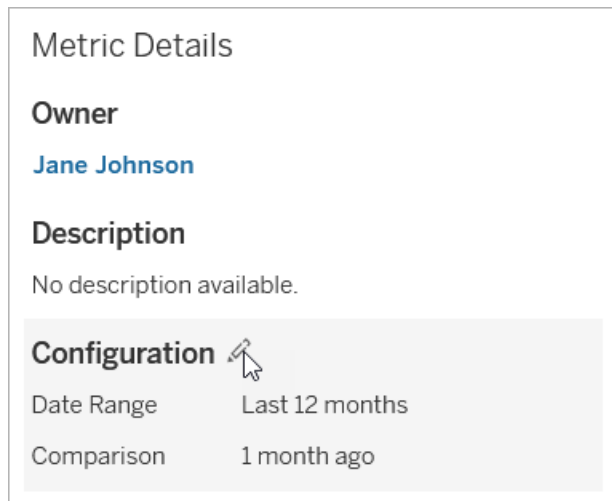 Metric Details
Owner
Jane Johnson
Description
No description available.
Configuration
Date Range Last 12 months
Comparison 1 month ago